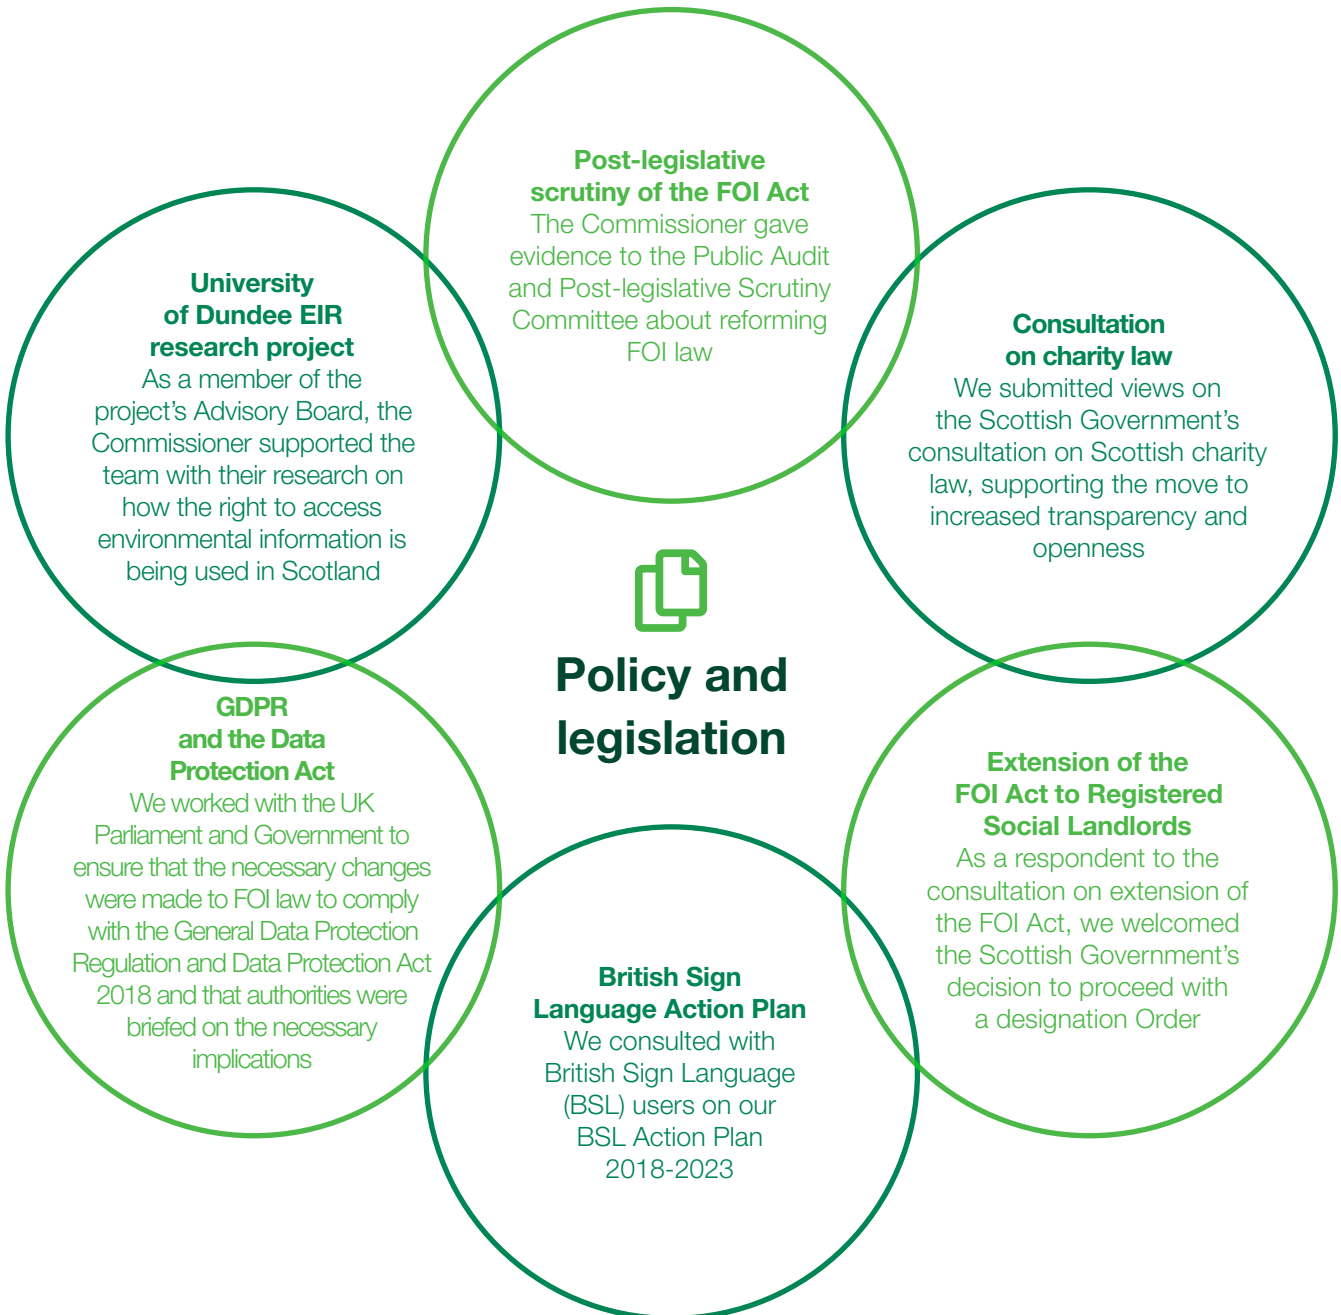 Post-legislative
scrutiny of the FOI Act
The Commissioner gave
evidence to the Public Audit
and Post-legislative Scrutiny
Committee about reforming
FOI law
University
of Dundee EIR
research project
As a member of the
project's Advisory Board, the
Commissioner supported the
team with their research on
how the right to access
environmental information is
being used in Scotland
Consultation
on charity law
We submitted views on
the Scottish Government's
consultation on Scottish charity
law, supporting the move to
increased transparency and
openness
Policy and
legislation
GDPR
and the Data
Protection Act
We worked with the UK
Parliament and Government to
ensure that the necessary changes
were made to FOI law to comply
with the General Data Protection
Regulation and Data Protection Act
2018 and that authorities were
briefed on the necessary
implications
Extension of the
FOI Act to Registered
Social Landlords
As a respondent to the
consultation on extension of
the FOI Act, we welcomed
the Scottish Government's
decision to proceed with
a designation Order
British Sign
Language Action Plan
We consulted with
British Sign Language
(BSL) users on our
BSL Action Plan
2018-2023